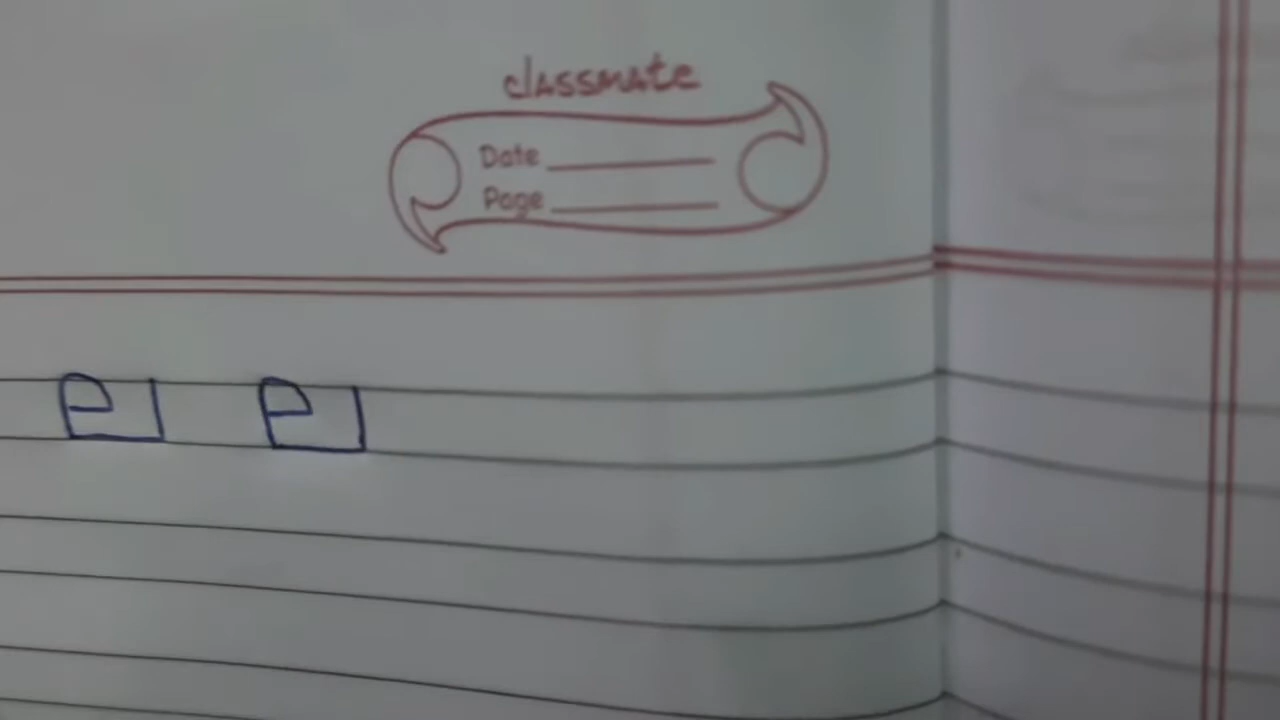 classmate
Date
Page
வ வ